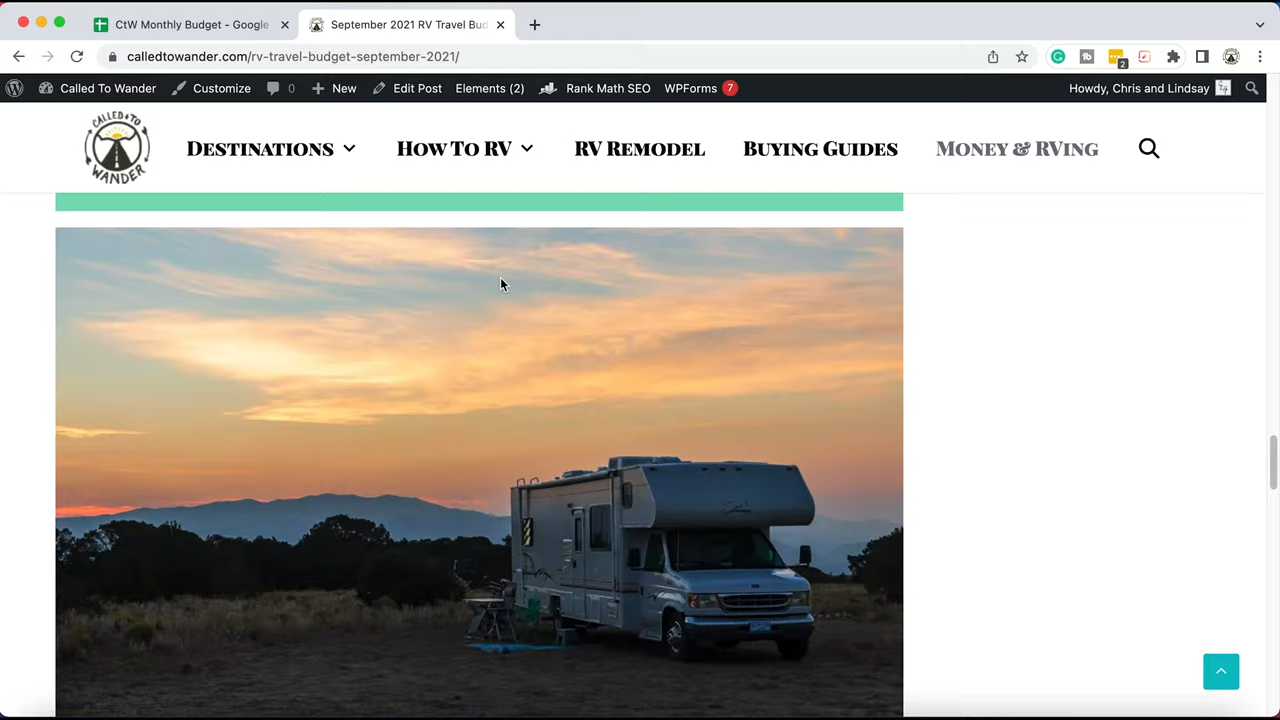 CtW Monthly Budget - Google
September 2021 RV Travel Bud
calledtowander.com/rv-travel-budget-september-2021/
2
Called To Wander
Customize
0
New
Edit Post
Elements (2)
Rank Math SEO
WPForms 7
Howdy, Chris and Lindsay
CALLED TO
WANDER
DESTINATIONS
HOW TO RV
RV REMODEL
BUYING GUIDES
MONEY & RVING